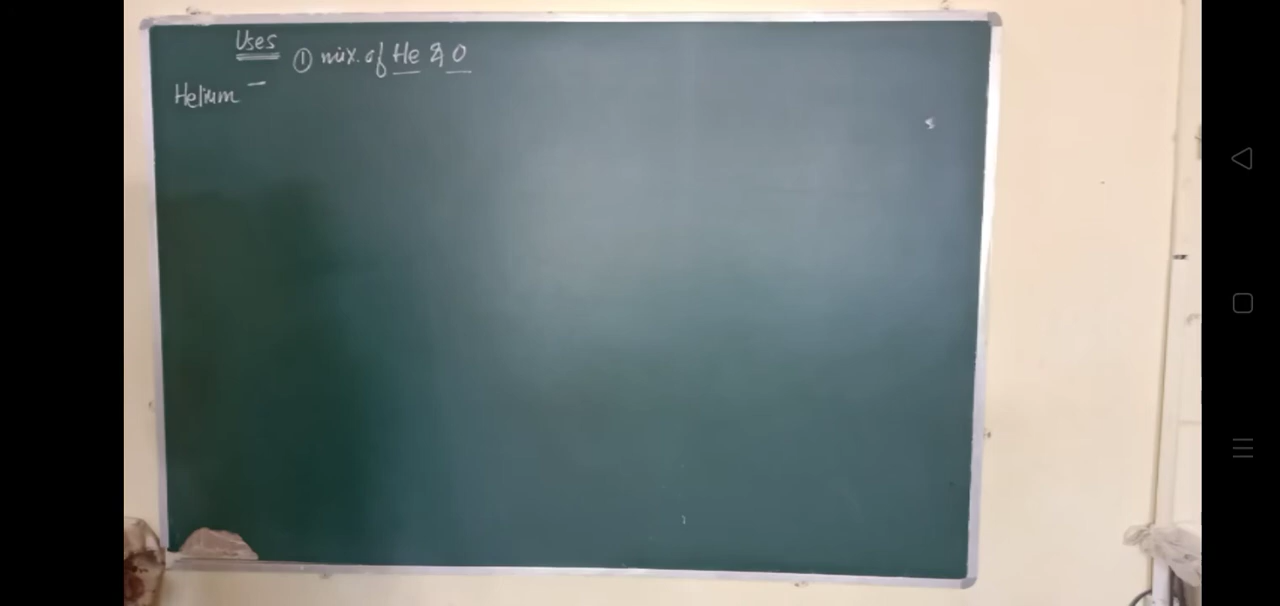 Uses
① mix. of He & O
Helium -